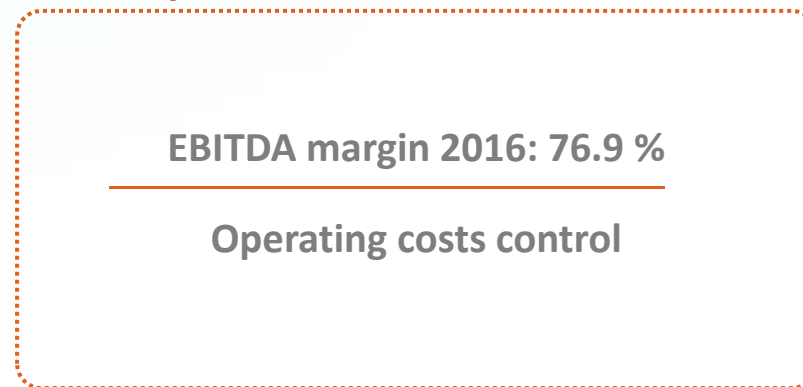 EBITDA margin 2016: 76.9 %
Operating costs control